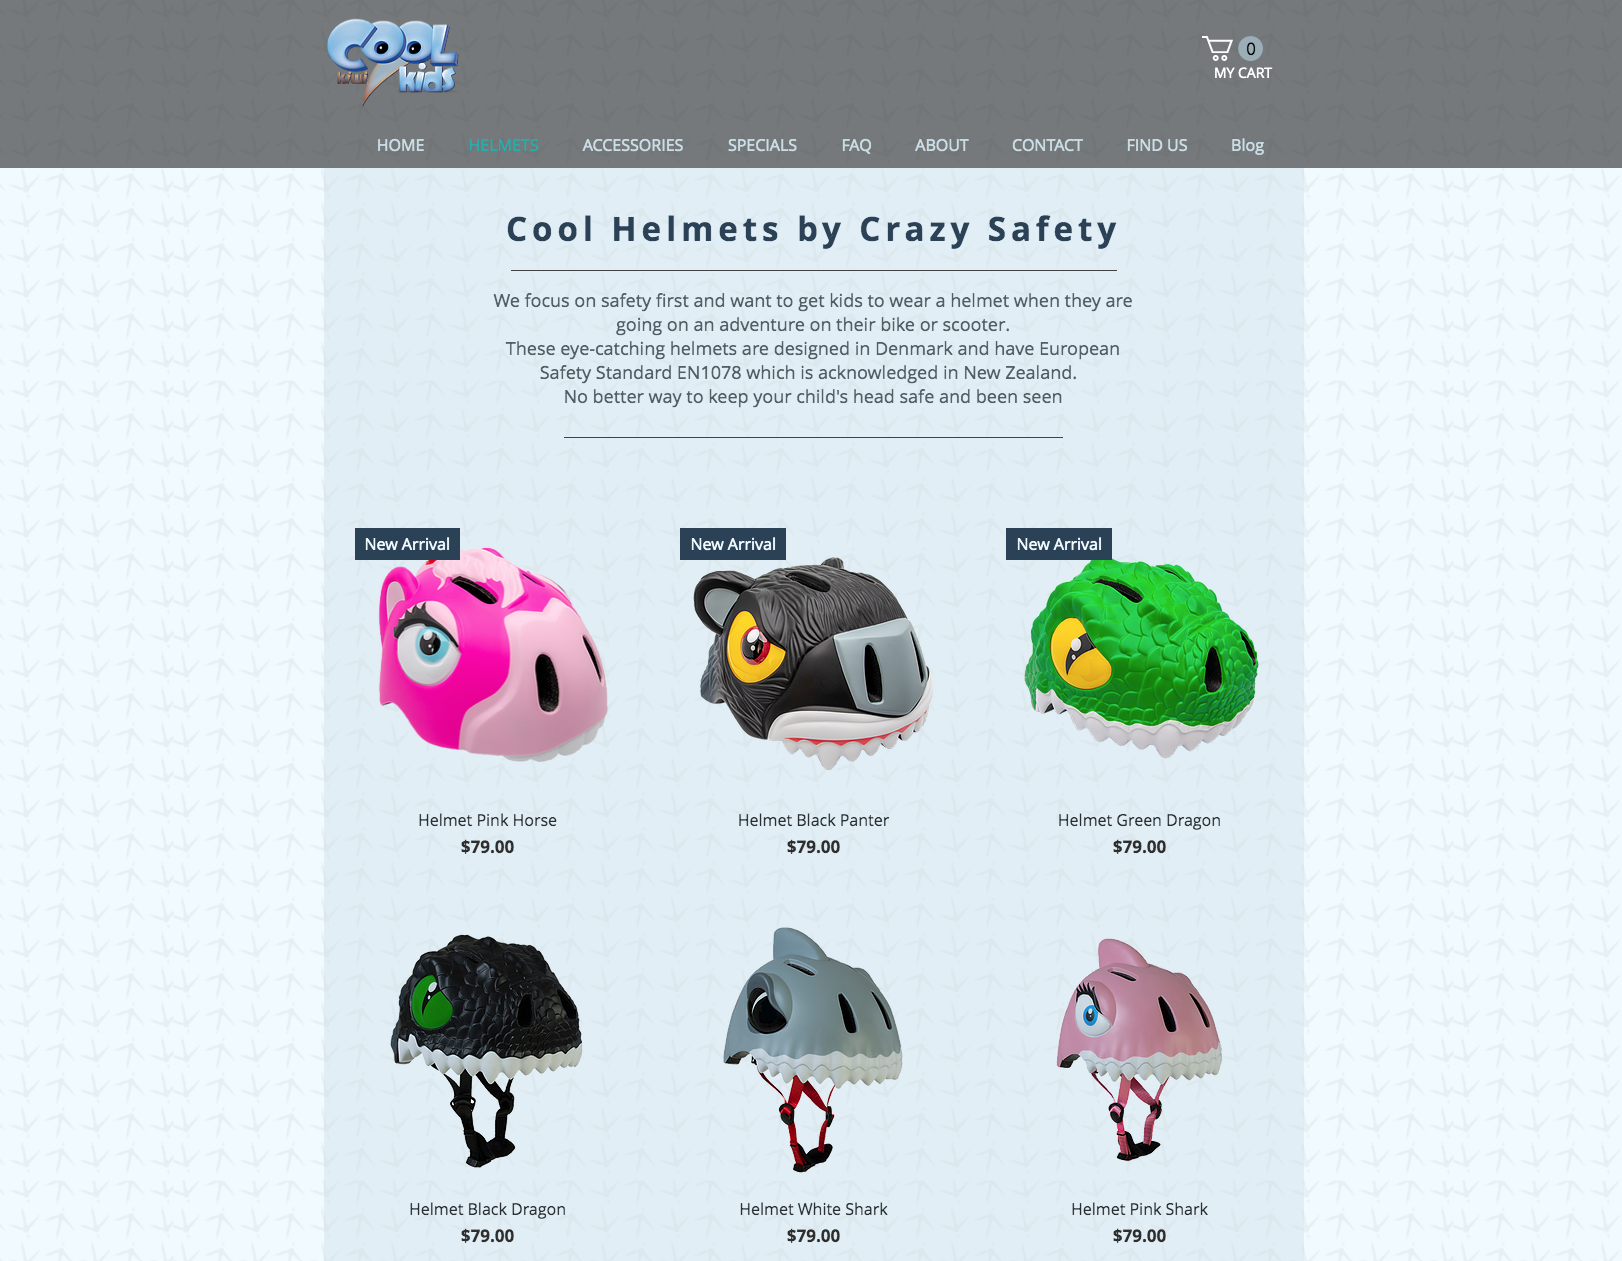 COOL
kiwi
kids
0
MY CART
HOME HELMETS ACCESSORIES SPECIALS FAQ ABOUT CONTACT FIND US Blog
Cool Helmets by Crazy Safety
We focus on safety first and want to get kids to wear a helmet when they are
going on an adventure on their bike or scooter.
These eye-catching helmets are designed in Denmark and have European
Safety Standard EN1078 which is acknowledged in New Zealand.
No better way to keep your child's head safe and been seen
New Arrival New Arrival New Arrival
Helmet Pink Horse Helmet Black Panter Helmet Green Dragon
$79.00 $79.00 $79.00
Helmet Black Dragon Helmet White Shark Helmet Pink Shark
$79.00 $79.00 $79.00